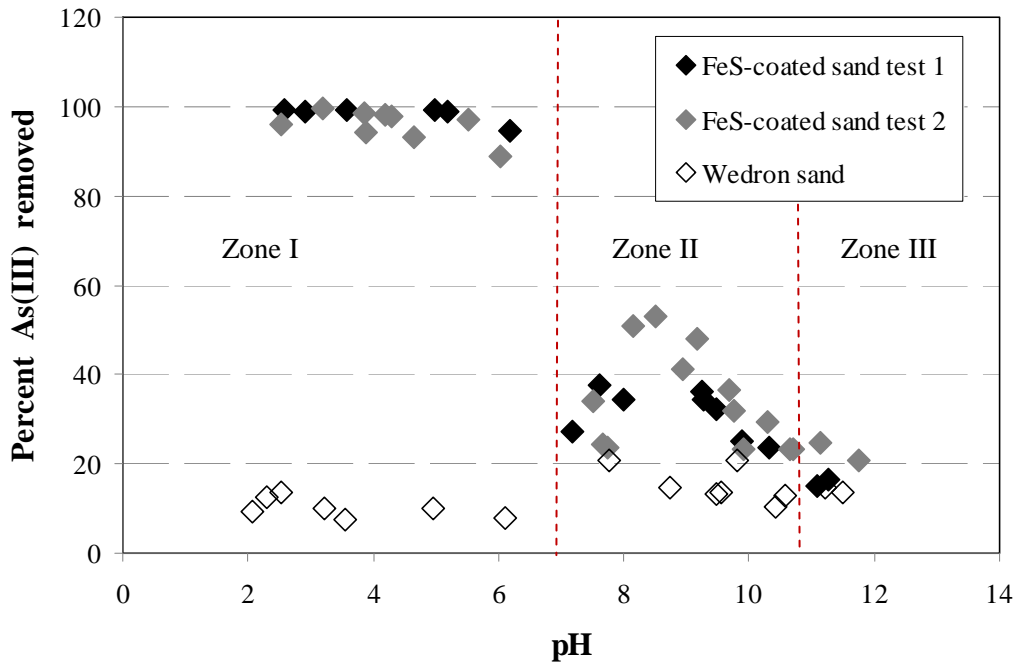 120
100
80
60
40
20
0
Percent As(III) removed
FeS-coated sand test 1
FeS-coated sand test 2
Wedron sand
Zone I
Zone II
Zone III
0 2 4 6 8 10 12 14
pH